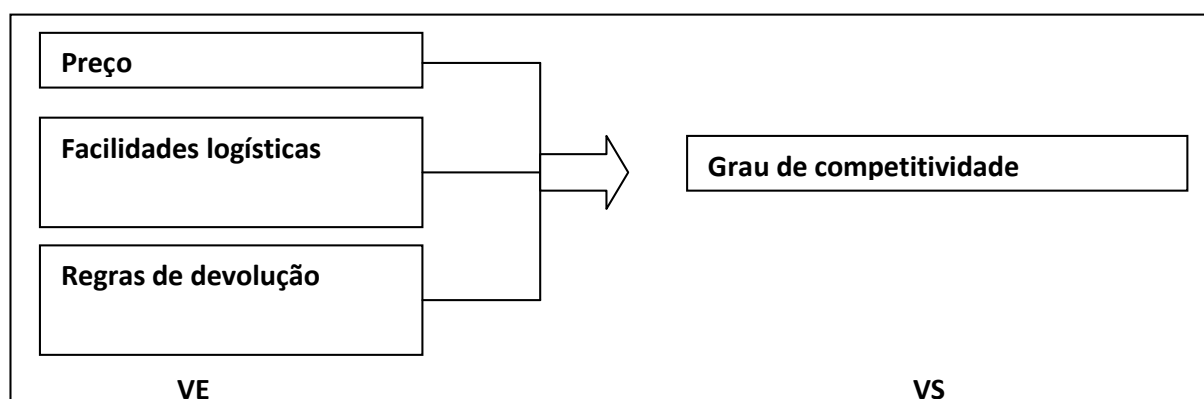 Preço
Facilidades logísticas
Grau de competitividade
Regras de devolução
VE
VS